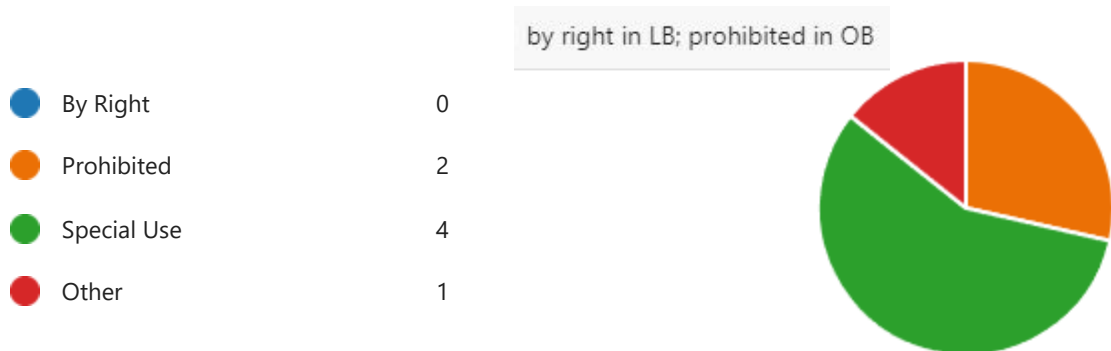 by right in LB; prohibited in OB
By Right 0
Prohibited 2
Special Use 4
Other 1